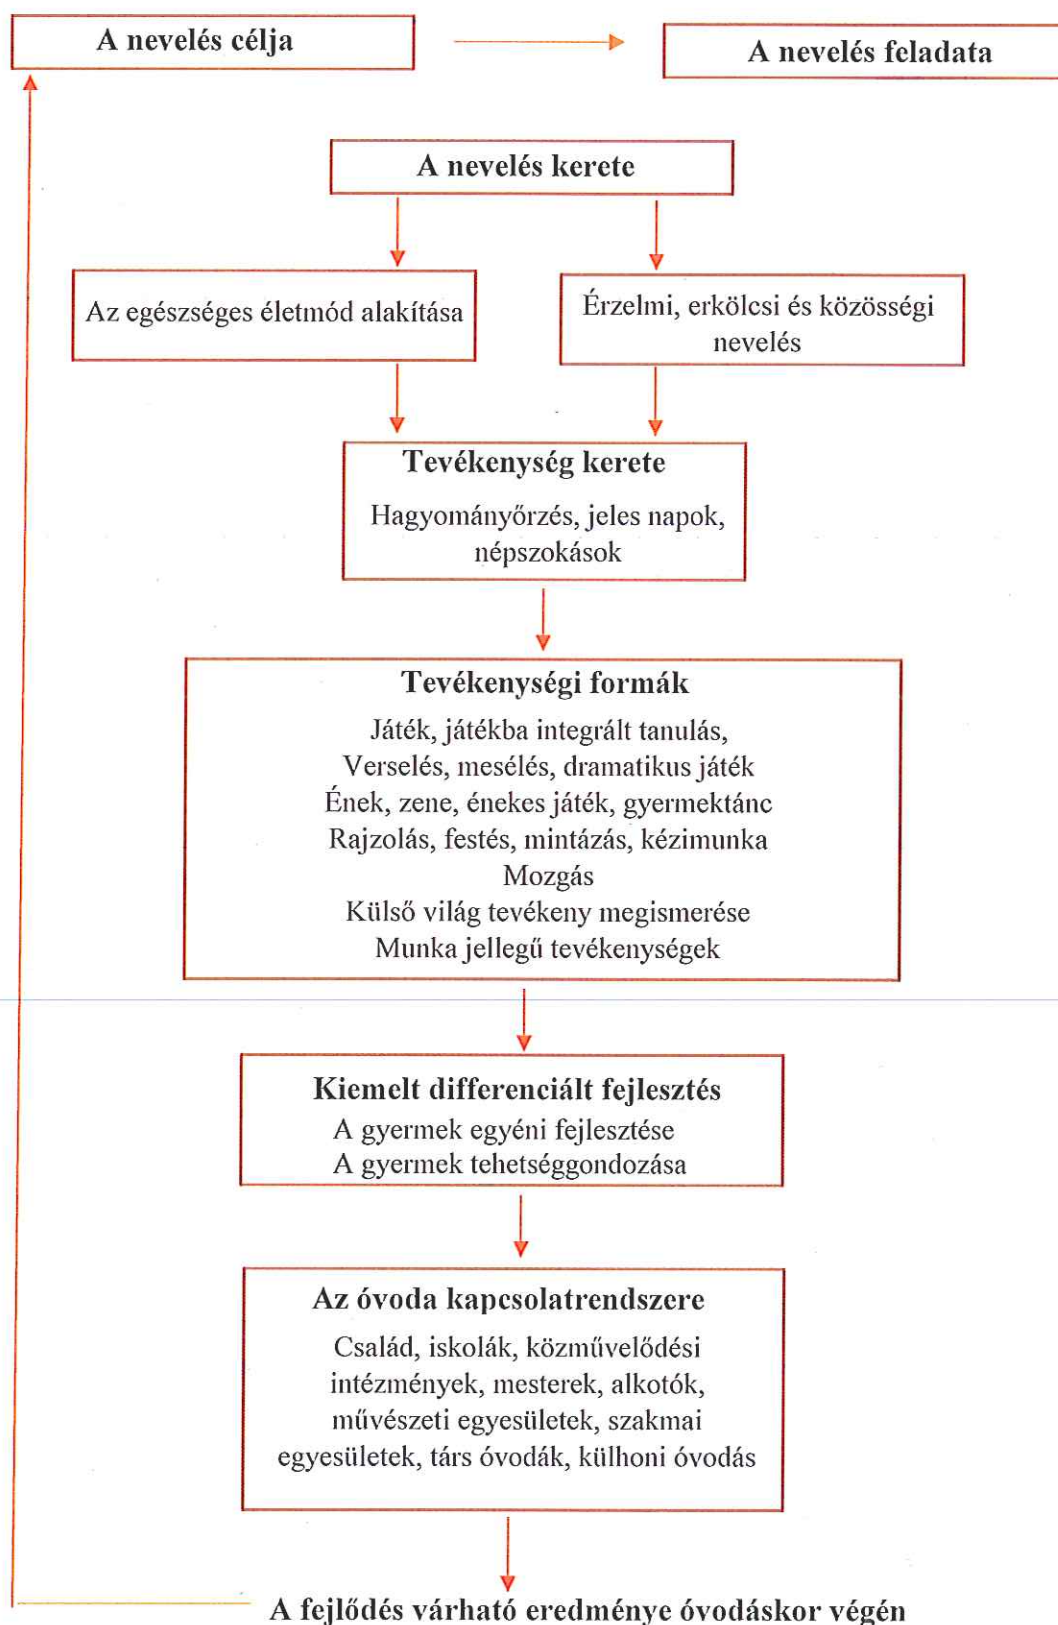 A nevelés célja
A nevelés feladata
A nevelés kerete
Az egészséges életmód alakítása
Érzelmi, erkölcsi és közösségi
nevelés
Tevékenység kerete
Hagyományőrzés, jeles napok,
népszokások
Tevékenységi formák
Játék, játékba integrált tanulás,
Verselés, mesélés, dramatikus játék
Ének, zene, énekes játék, gyermektánc
Rajzolás, festés, mintázás, kézimunka
Mozgás
Külső világ tevékeny megismerése
Munka jellegű tevékenységek
Kiemelt differenciált fejlesztés
A gyermek egyéni fejlesztése
A gyermek tehetséggondozása
Az óvoda kapcsolatrendszere
Család, iskolák, közművelődési
intézmények, mesterek, alkotók,
művészeti egyesületek, szakmai
egyesületek, társ óvodák, külhoni óvodás
A fejlődés várható eredménye óvodáskor végén